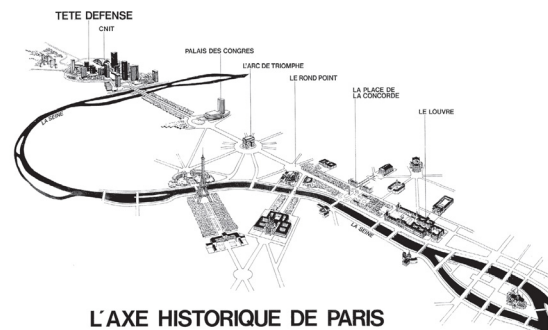 TETE DEFENSE
CNIT
PALAIS DES CONGRES
L'ARC DE TRIOMPHE
LE ROND POINT
LA PLACE DE
LA CONCORDE
LE LOUVRE
LA SEINE
LA SEINE
L'AXE HISTORIQUE DE PARIS